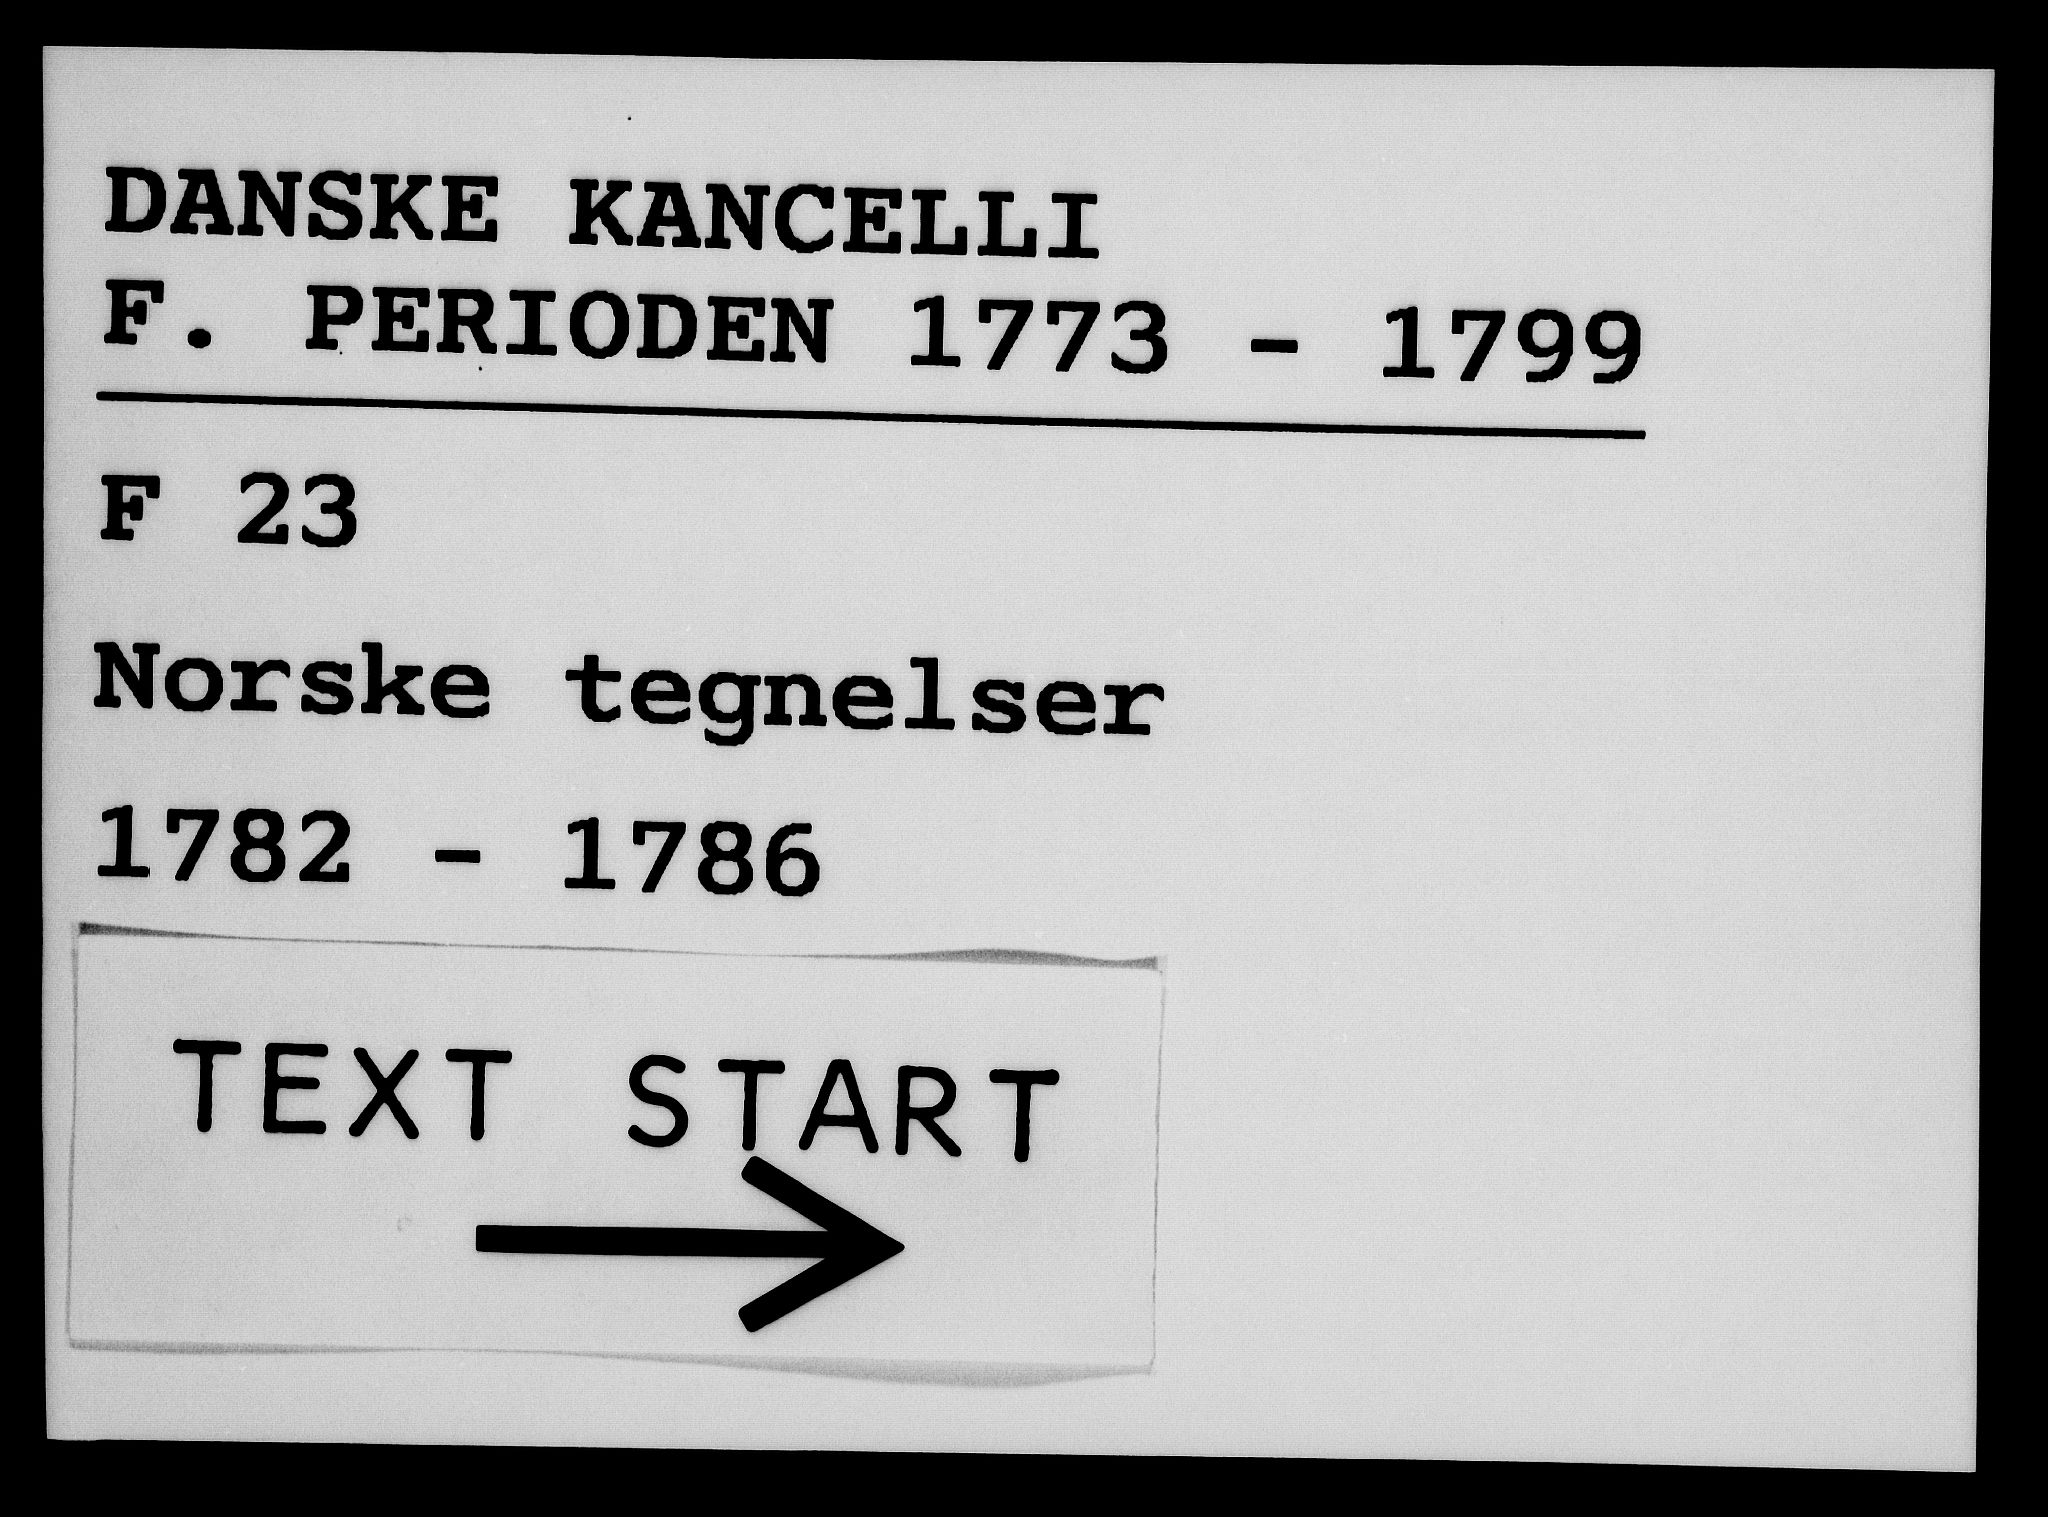 DANSKE KANCELLI
F. PERIODEN 1773 - 1799
F 23
Norske tegnelser
1782 - 1786
TEXT START